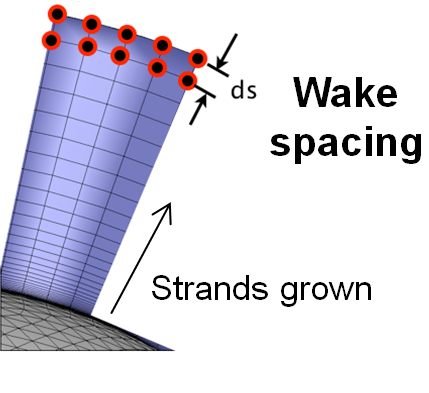 ds
Wake
spacing
Strands grown